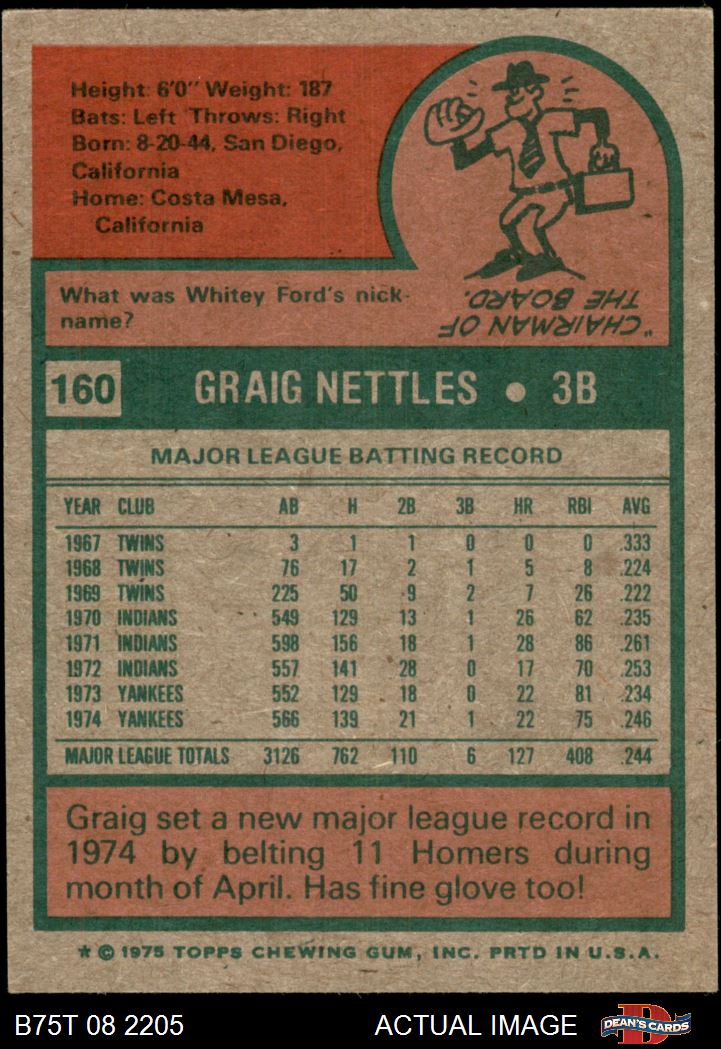 Height: 6'0" Weight: 187
Bats: Left Throws: Right
Born: 8-20-44, San Diego,
California
Home: Costa Mesa,
California
What was Whitey Ford's nick-
name?
"CHAIRMAN OF
THE BOARD.
160 GRAIG NETTLES • 3B
MAJOR LEAGUE BATTING RECORD
YEAR CLUB AB H 2B 3B HR RBI AVG
1967 TWINS 3 1 1 0 0 0 .333
1968 TWINS 76 17 2 1 5 8 .224
1969 TWINS 225 50 9 2 7 26 .222
1970 INDIANS 549 129 13 1 26 62 .235
1971 INDIANS 598 156 18 1 28 86 .261
1972 INDIANS 557 141 28 0 17 70 .253
1973 YANKEES 552 129 18 0 22 81 .234
1974 YANKEES 566 139 21 1 22 75 .246
MAJOR LEAGUE TOTALS 3126 762 110 6 127 408 .244
Graig set a new major league record in
1974 by belting 11 Homers during
month of April. Has fine glove too!
* © 1975 TOPPS CHEWING GUM, INC. PRTD IN U.S.A.
B75T 08 2205 ACTUAL IMAGE B DEAN'S CARDS